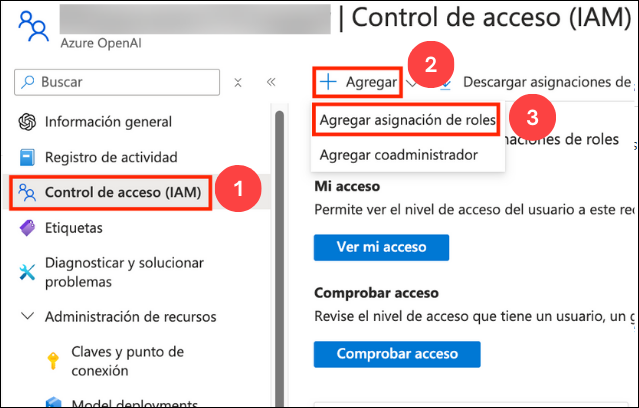 | Control de acceso (IAM)
Azure OpenAI
Buscar
Agregar
2
Descargar asignaciones de
Agregar asignación de roles
3
Agregar coadministrador
naciones de roles
Información general
Registro de actividad
Control de acceso (IAM)
1
Etiquetas
Diagnosticar y solucionar
problemas
Administración de recursos
Claves y punto de
conexión
Model deployments
Mi acceso
Permite ver el nivel de acceso del usuario a este re
Ver mi acceso
Comprobar acceso
Revise el nivel de acceso que tiene un usuario, un g
Comprobar acceso